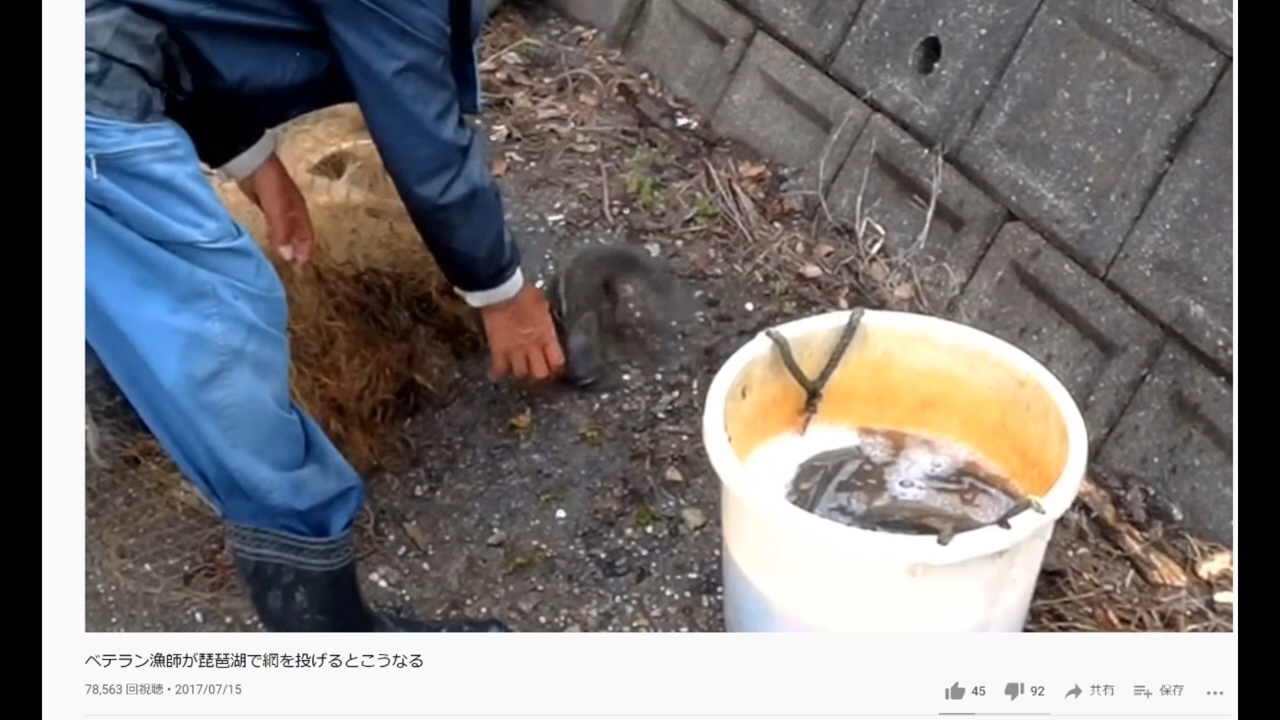 ベテラン漁師が琵琶湖で網を投げるとこうなる
78,563 回視聴・2017/07/15 45 92 共有 保存